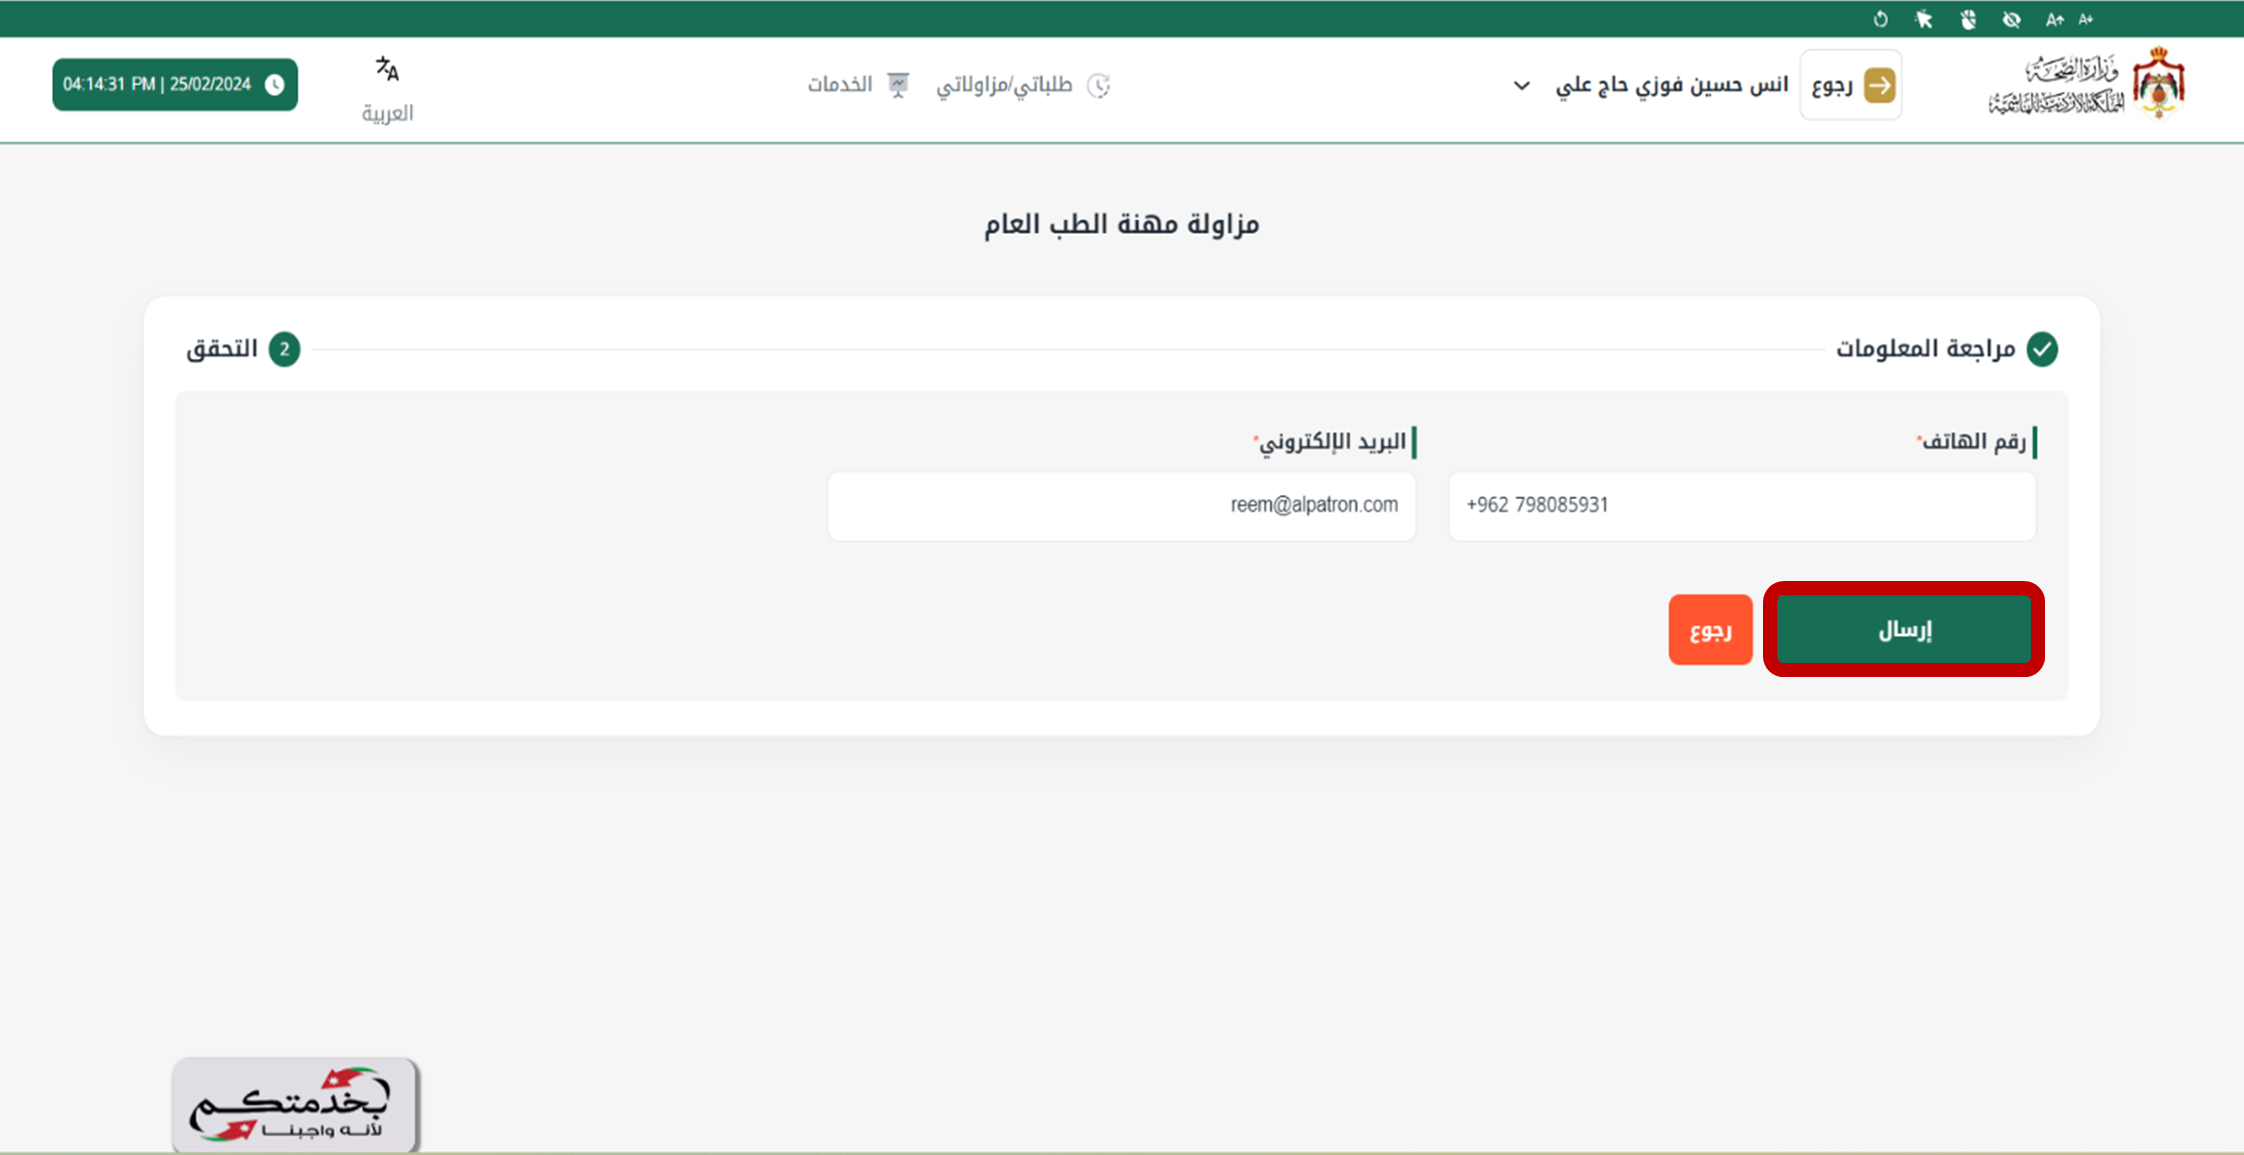 A↑ A↓
وزارة الصحة
المملكة الأردنية الهاشمية
رجوع
انس حسين فوزي حاج علي
طلباتي/مزاولاتي
الخدمات
العربية
04:14:31 PM | 25/02/2024
مزاولة مهنة الطب العام
مراجعة المعلومات
2 التحقق
رقم الهاتف*
البريد الإلكتروني*
+962 798085931
reem@alpatron.com
إرسال
رجوع
بخدمتكم
لأنه واجبنا